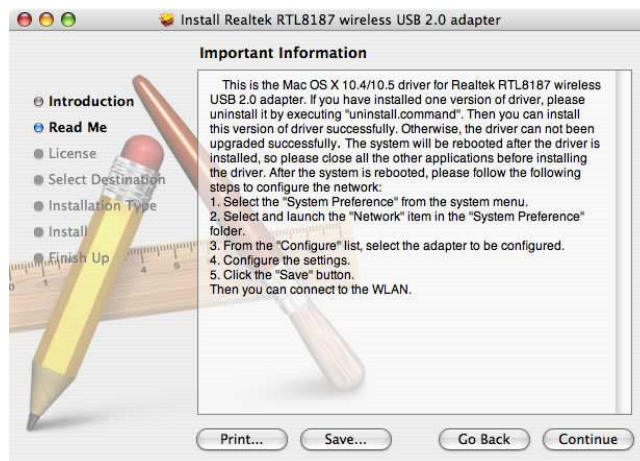 Install Realtek RTL8187 wireless USB 2.0 adapter
Important Information
Introduction
Read Me
License
Select Destination
Installation Type
Install
Finish Up
This is the Mac OS X 10.4/10.5 driver for Realtek RTL8187 wireless
USB 2.0 adapter. If you have installed one version of driver, please
uninstall it by executing "uninstall.command". Then you can install
this version of driver successfully. Otherwise, the driver can not been
upgraded successfully. The system will be rebooted after the driver is
installed, so please close all the other applications before installing
the driver. After the system is rebooted, please follow the following
steps to configure the network:
1. Select the "System Preference" from the system menu.
2. Select and launch the "Network" item in the "System Preference"
folder.
3. From the "Configure" list, select the adapter to be configured.
4. Configure the settings.
5. Click the "Save" button.
Then you can connect to the WLAN.
0 1 4 5
Print... Save... Go Back Continue